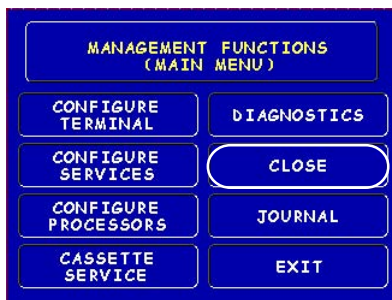 MANAGEMENT FUNCTIONS
(MAIN MENU)
CONFIGURE
TERMINAL
DIAGNOSTICS
CONFIGURE
SERVICES
CLOSE
CONFIGURE
PROCESSORS
JOURNAL
CASSETTE
SERVICE
EXIT